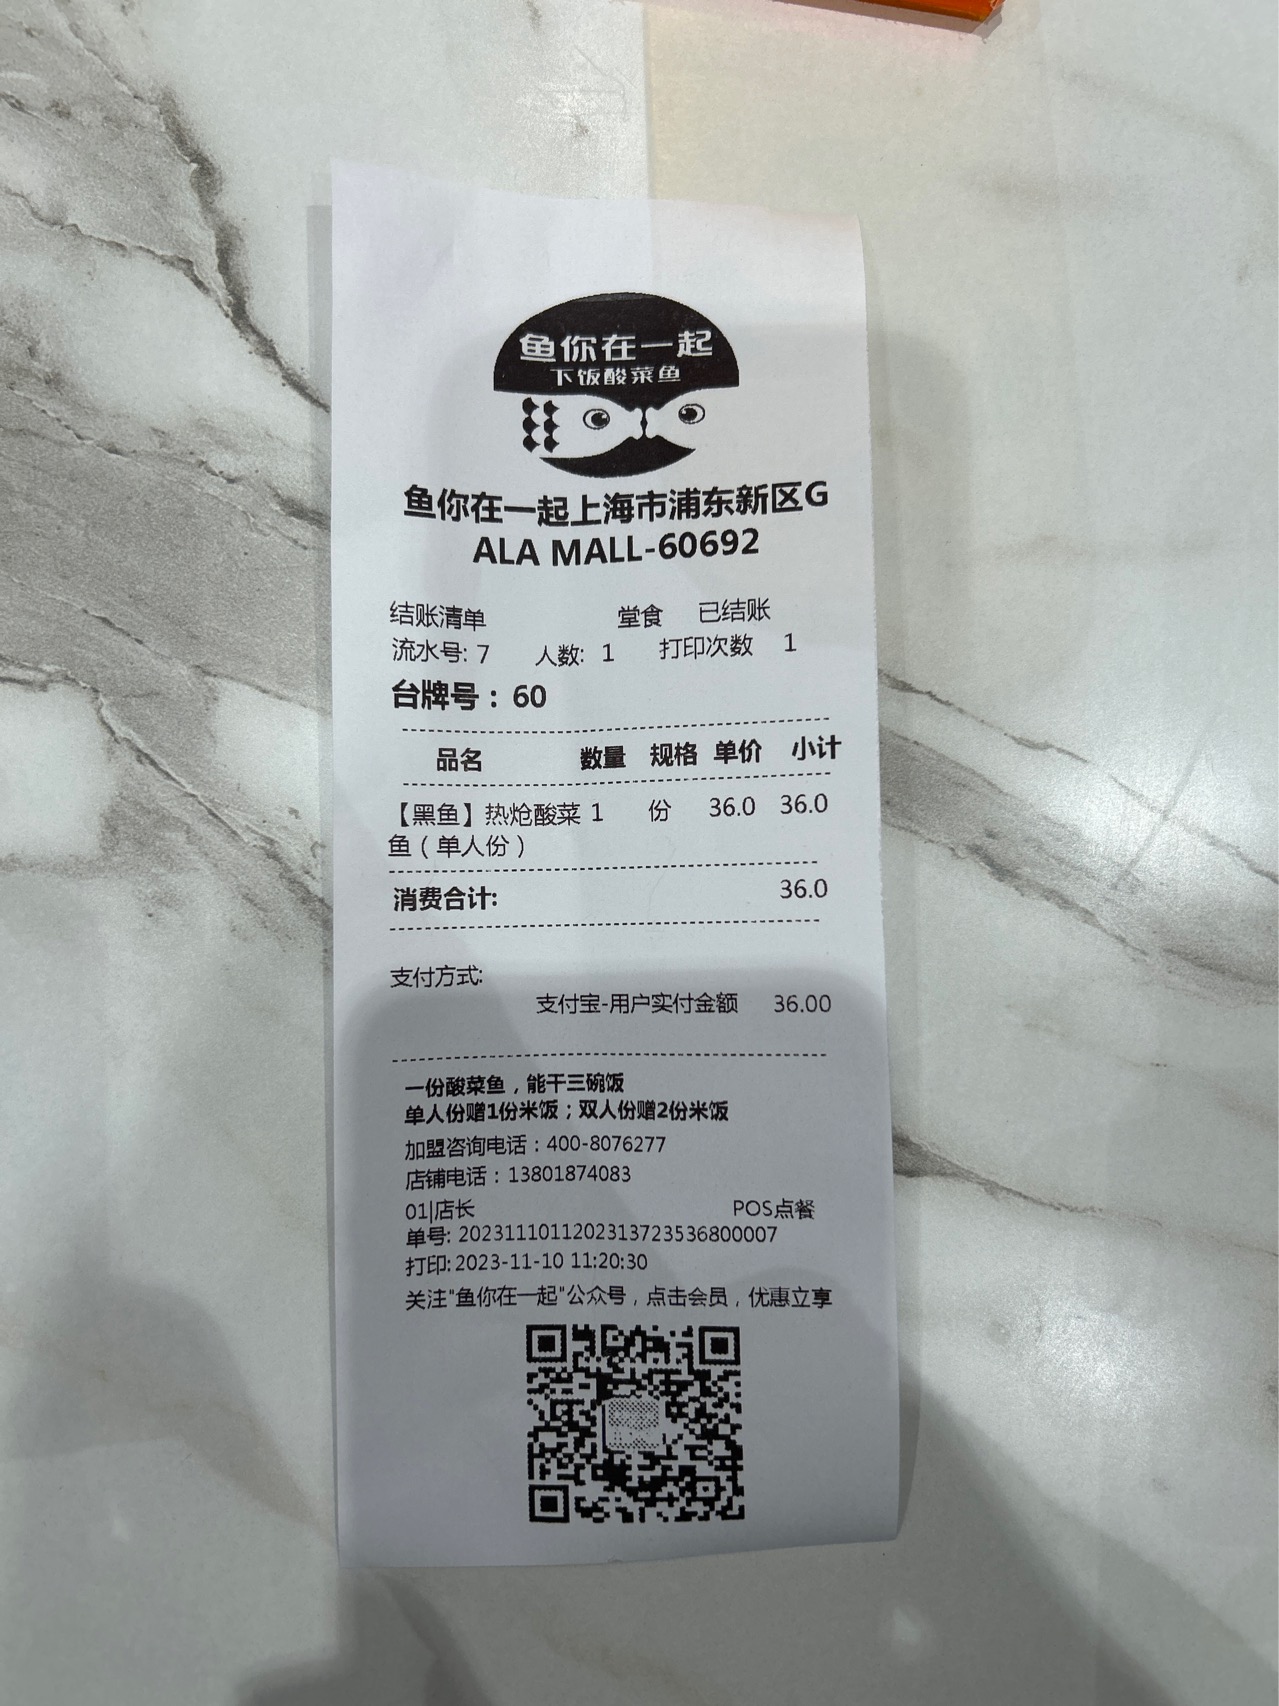 鱼你在一起
下饭酸菜鱼
鱼你在一起上海市浦东新区G
ALA MALL-60692
结账清单 堂食 已结账
流水号: 7 人数: 1 打印次数 1
台牌号：60
品名 数量 规格 单价 小计
【黑鱼】热炝酸菜 1 份 36.0 36.0
鱼（单人份）
消费合计: 36.0
支付方式:
支付宝-用户实付金额 36.00
一份酸菜鱼，能干三碗饭
单人份赠1份米饭；双人份赠2份米饭
加盟咨询电话：400-8076277
店铺电话：13801874083
01|店长 POS点餐
单号: 2023111011202313723536800007
打印: 2023-11-10 11:20:30
关注"鱼你在一起"公众号，点击会员，优惠立享